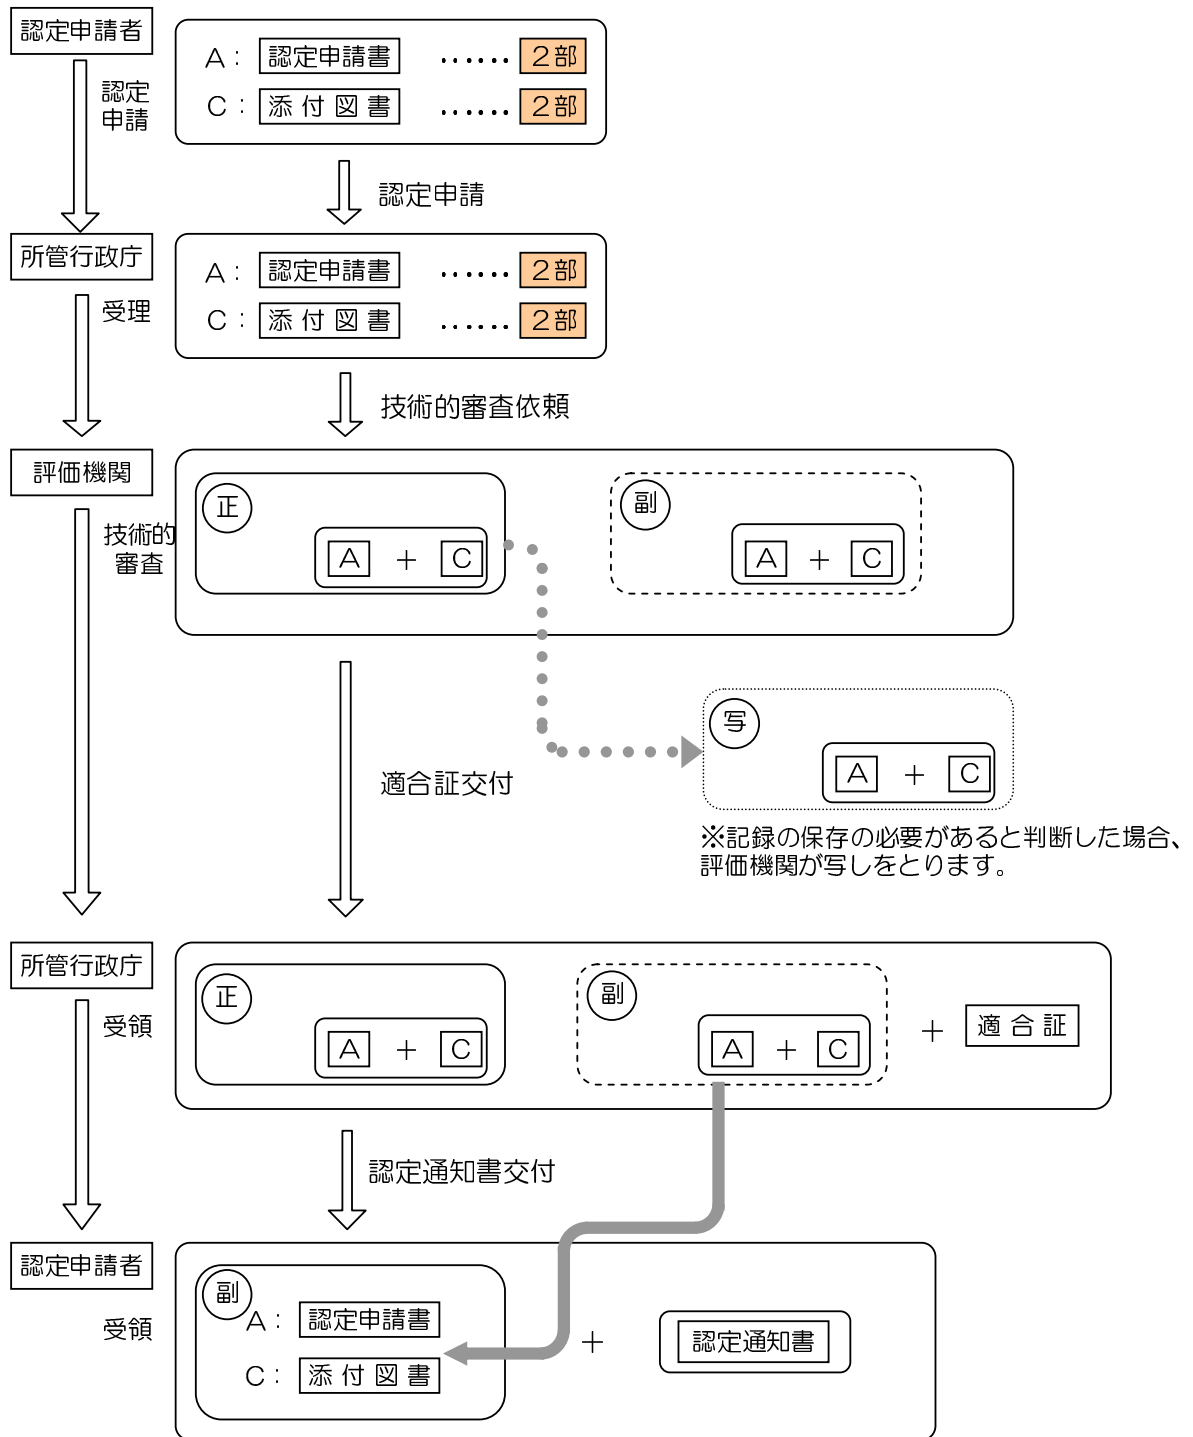 認定申請者
A：認定申請書 ‥‥‥ ２部
認定
申請
C：添付図書 ‥‥‥ ２部
認定申請
所管行政庁
A：認定申請書 ‥‥‥ ２部
受理
C：添付図書 ‥‥‥ ２部
技術的審査依頼
評価機関
正
副
技術的
審査
A ＋ C
A ＋ C
写
A ＋ C
適合証交付
※記録の保存の必要があると判断した場合、
評価機関が写しをとります。
所管行政庁
正
副
受領
A ＋ C
A ＋ C
＋ 適合証
認定通知書交付
認定申請者
副
A：認定申請書
受領
＋ 認定通知書
C：添付図書